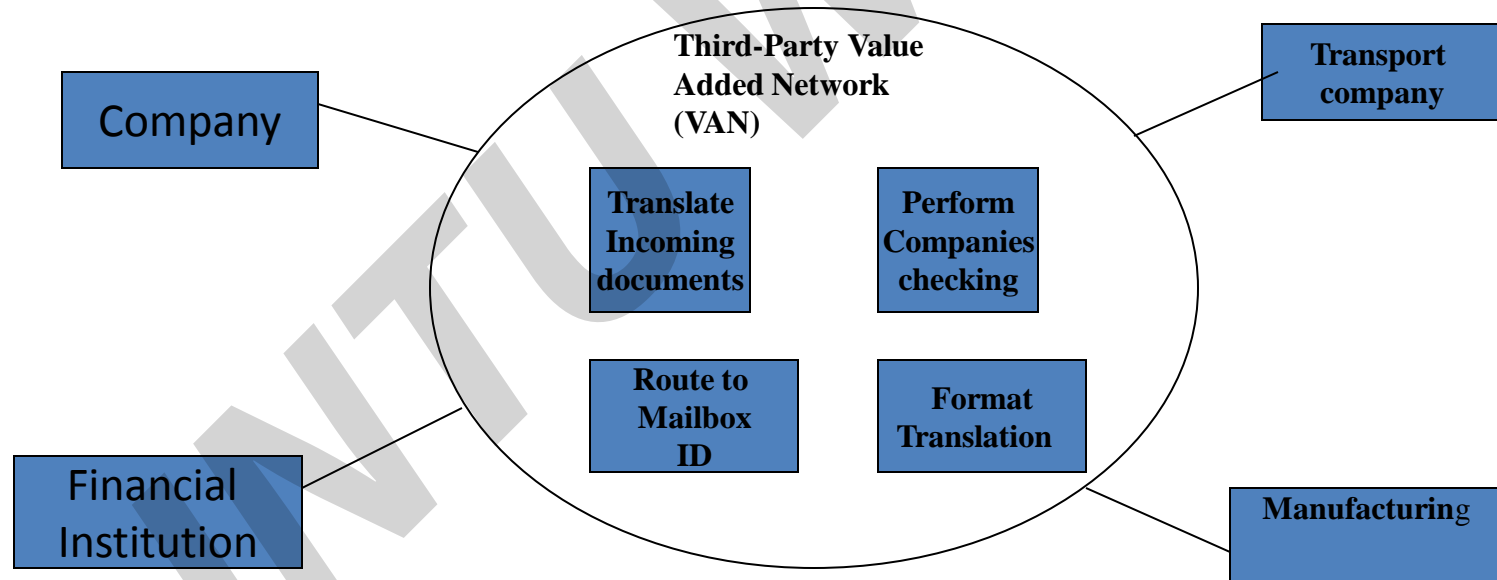 Third-Party Value
Added Network
(VAN)
Company
Transport
company
Translate
Incoming
documents
Perform
Companies
checking
Route to
Mailbox
ID
Format
Translation
Financial
Institution
Manufacturing
NTU W